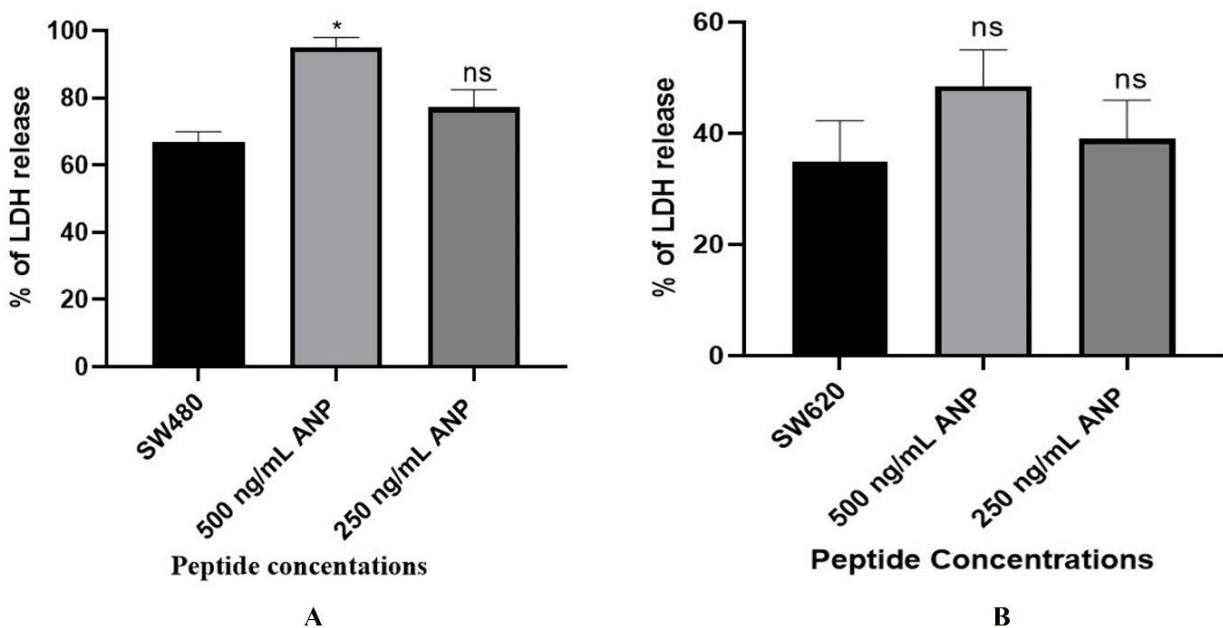 % of LDH release
100
80
60
40
20
0
*
ns
SW480
500 ng/mL ANP
250 ng/mL ANP
Peptide concentations
A
% of LDH release
60
40
20
0
ns
ns
SW620
500 ng/mL ANP
250 ng/mL ANP
Peptide Concentrations
B